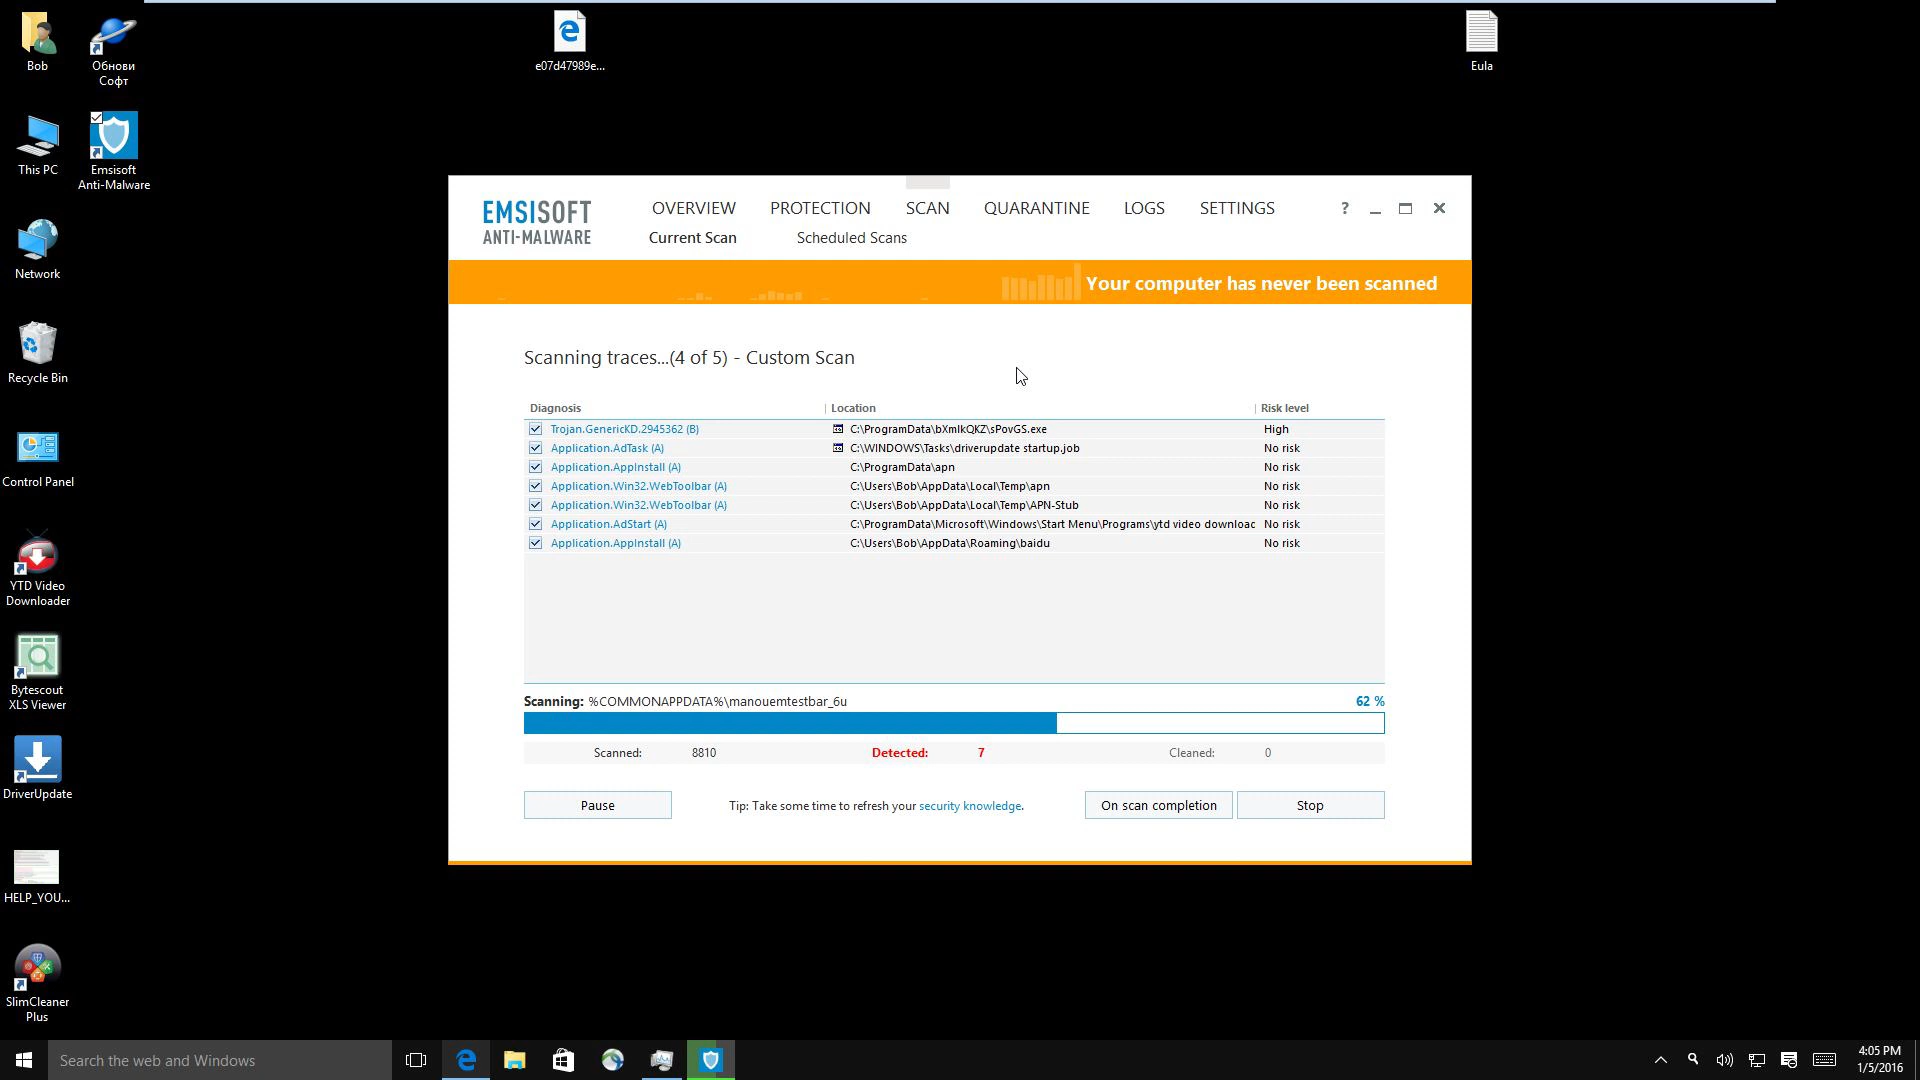 Bob
Обнови
Софт
e07d47989e...
Eula
This PC
Emsisoft
Anti-Malware
Network
Recycle Bin
Control Panel
YTD Video
Downloader
Bytescout
XLS Viewer
DriverUpdate
HELP_YOU...
SlimCleaner
Plus
EMSISOFT
ANTI-MALWARE
OVERVIEW PROTECTION SCAN QUARANTINE LOGS SETTINGS ?
Current Scan Scheduled Scans
Your computer has never been scanned
Scanning traces...(4 of 5) - Custom Scan
Diagnosis Location Risk level
Trojan.GenericKD.2945362 (B) C:\ProgramData\bXmIkQKZ\sPovGS.exe High
Application.AdTask (A) C:\WINDOWS\Tasks\driverupdate startup.job No risk
Application.AppInstall (A) C:\ProgramData\apn No risk
Application.Win32.WebToolbar (A) C:\Users\Bob\AppData\Local\Temp\apn No risk
Application.Win32.WebToolbar (A) C:\Users\Bob\AppData\Local\Temp\APN-Stub No risk
Application.AdStart (A) C:\ProgramData\Microsoft\Windows\Start Menu\Programs\ytd video downloac No risk
Application.AppInstall (A) C:\Users\Bob\AppData\Roaming\baidu No risk
Scanning: %COMMONAPPDATA%\manouemtestbar_6u 62 %
Scanned: 8810 Detected: 7 Cleaned: 0
Pause Tip: Take some time to refresh your security knowledge. On scan completion Stop
Search the web and Windows
4:05 PM
1/5/2016